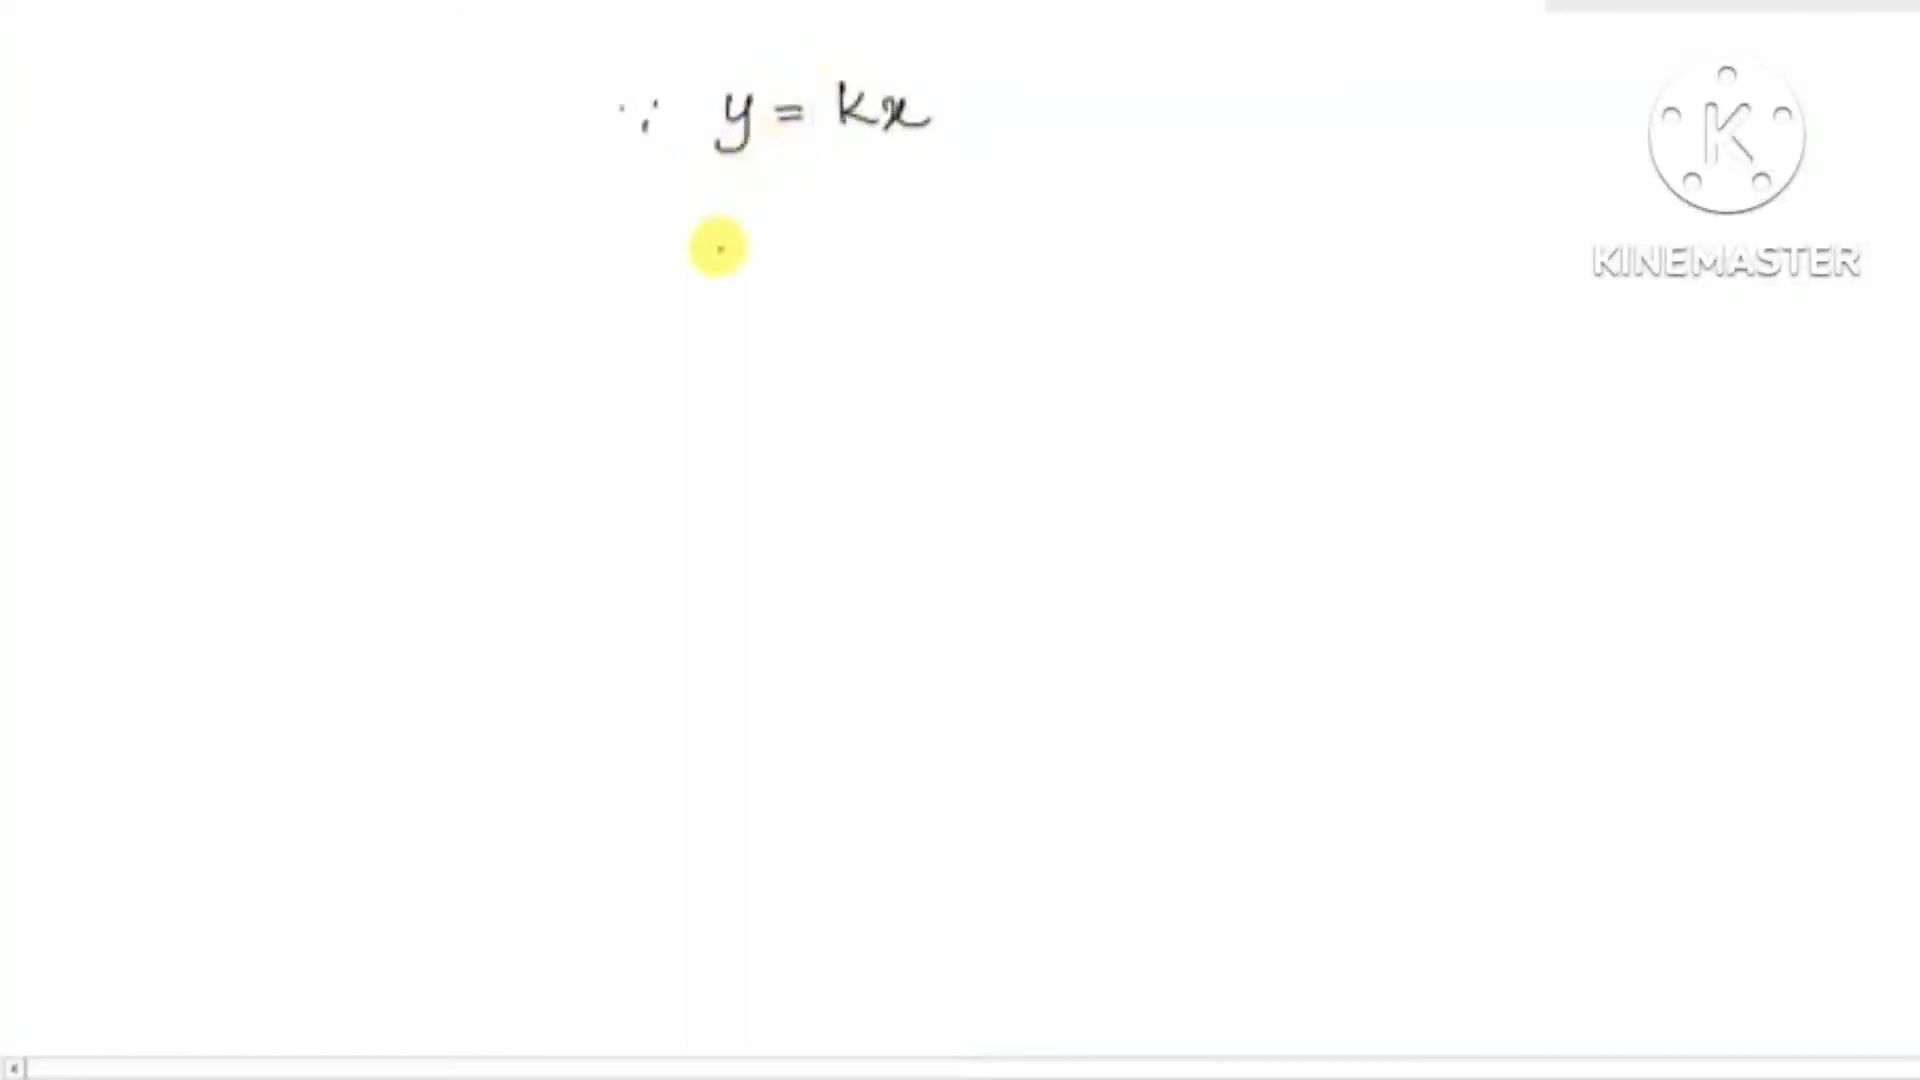 ∵ y = kx
K
KINEMASTER